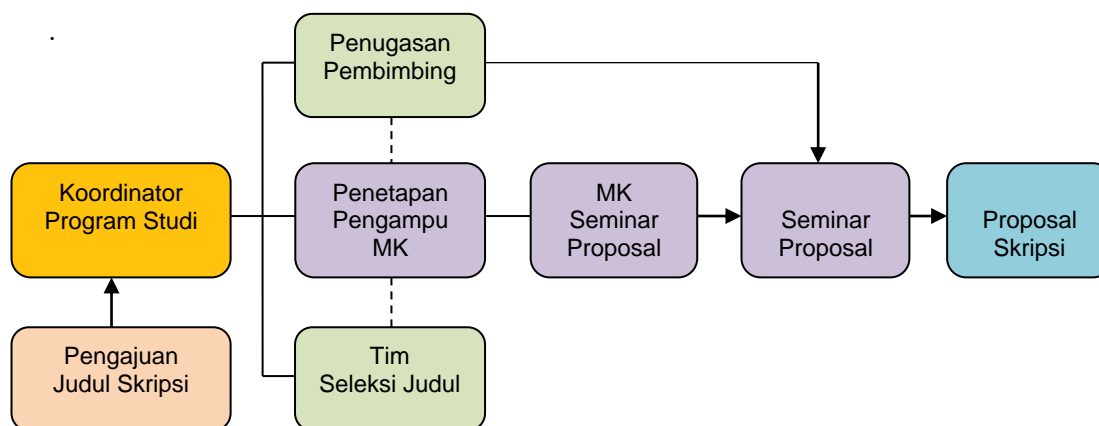 .
Penugasan
Pembimbing
Koordinator
Program Studi
Penetapan
Pengampu
MK
MK
Seminar
Proposal
Seminar
Proposal
Proposal
Skripsi
Pengajuan
Judul Skripsi
Tim
Seleksi Judul